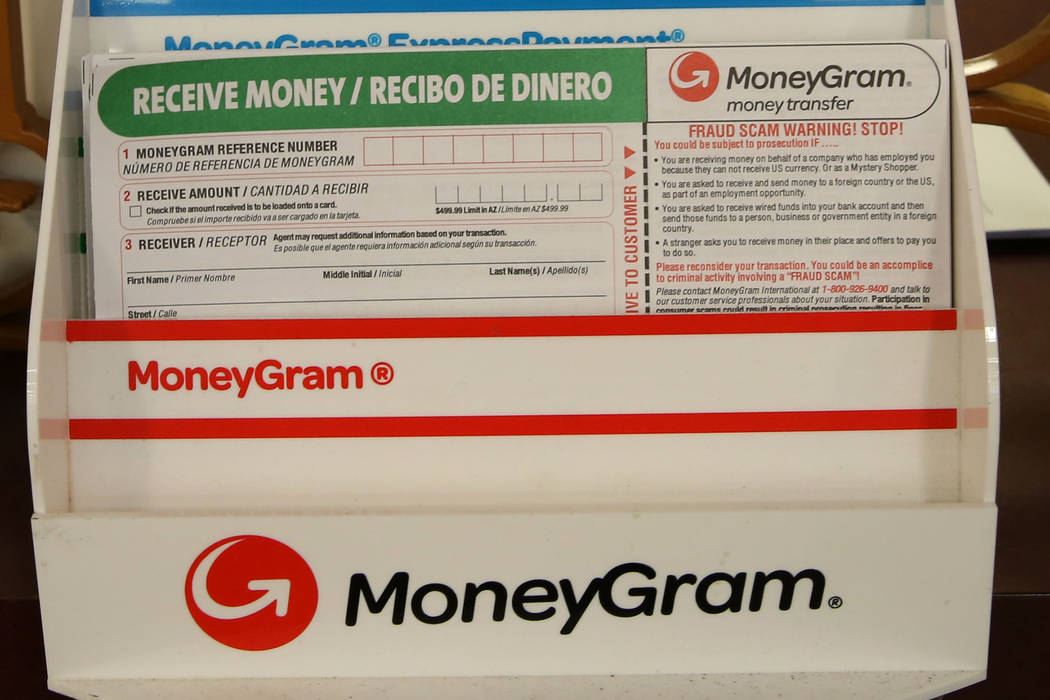 MoneyGram® ExpressPayment®
RECEIVE MONEY / RECIBO DE DINERO
1 MONEYGRAM REFERENCE NUMBER
NÚMERO DE REFERENCIA DE MONEYGRAM
2 RECEIVE AMOUNT / CANTIDAD A RECIBIR
Check if the amount received is to be loaded onto a card.
Compruebe si el importe recibido va a ser cargado en la tarjeta.
$499.99 Limit in AZ / Límite en AZ $499.99
3 RECEIVER / RECEPTOR
Agent may request additional information based on your transaction.
Es posible que el agente requiera información adicional según su transacción.
First Name / Primer Nombre
Middle Initial / Inicial
Last Name(s) / Apellido(s)
Street / Calle
IVE TO CUSTOMER
MoneyGram®
money transfer
FRAUD SCAM WARNING! STOP!
You could be subject to prosecution IF .....
• You are receiving money on behalf of a company who has employed you
because they can not receive US currency. Or as a Mystery Shopper.
• You are asked to receive and send money to a foreign country or the US,
as part of an employment opportunity.
• You are asked to receive wired funds into your bank account and then
send those funds to a person, business or government entity in a foreign
country.
• A stranger asks you to receive money in their place and offers to pay you
to do so.
Please reconsider your transaction. You could be an accomplice
to criminal activity involving a "FRAUD SCAM"!
Please contact MoneyGram International at 1-800-926-9400 and talk to
our customer service professionals about your situation. Participation in
consumer scams could result in criminal prosecution resulting in fines
MoneyGram ®
MoneyGram®